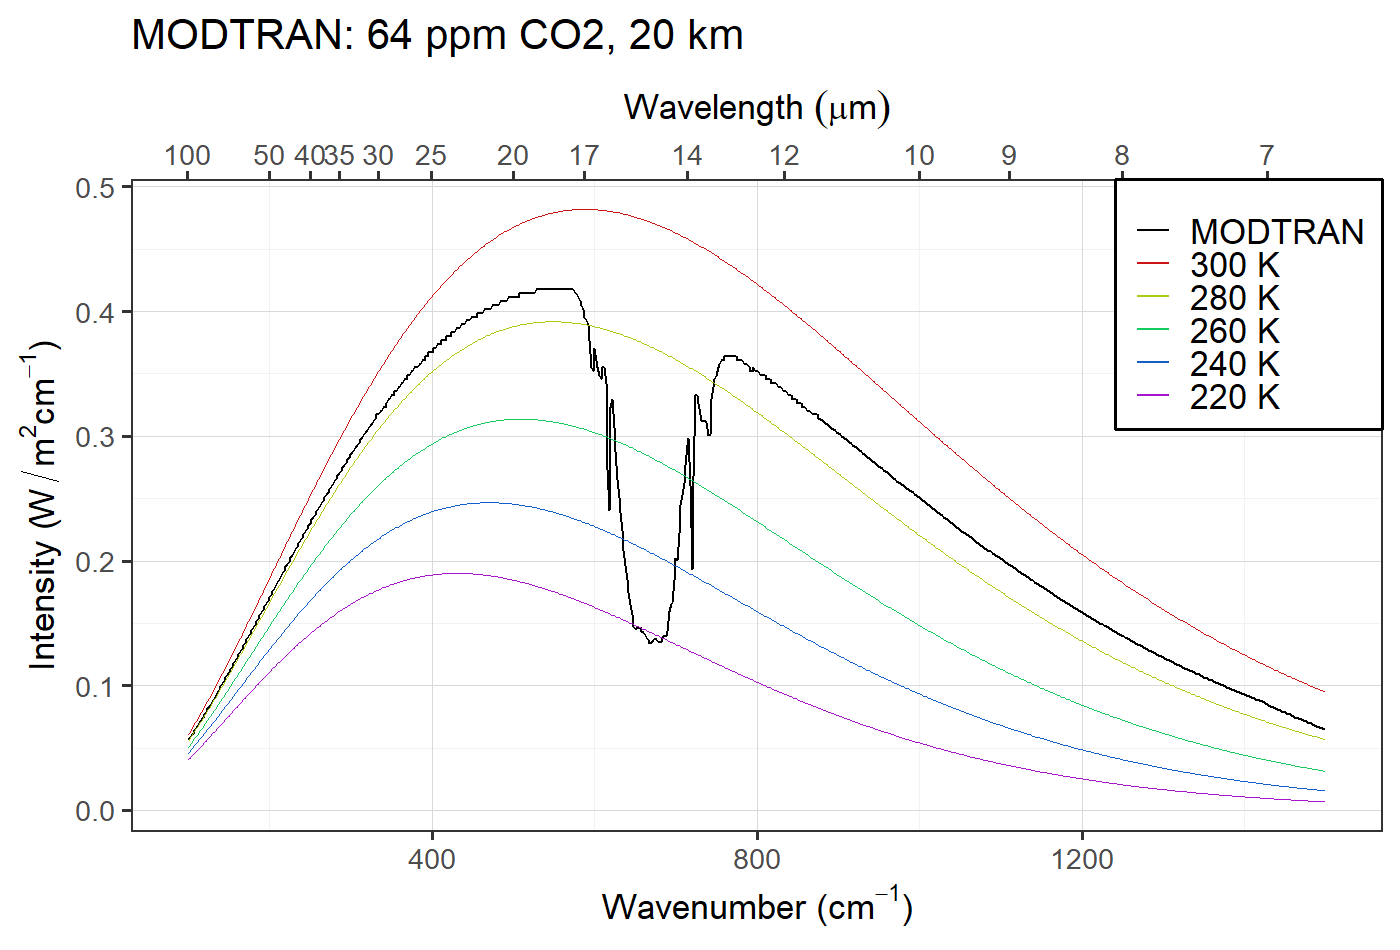 MODTRAN: 64 ppm CO2, 20 km
Wavelength (μm)
100 50 40 35 30 25 20 17 14 12 10 9 8 7
0.5
0.4
0.3
0.2
0.1
0.0
Intensity (W / m²cm⁻¹)
MODTRAN
300 K
280 K
260 K
240 K
220 K
400 800 1200
Wavenumber (cm⁻¹)